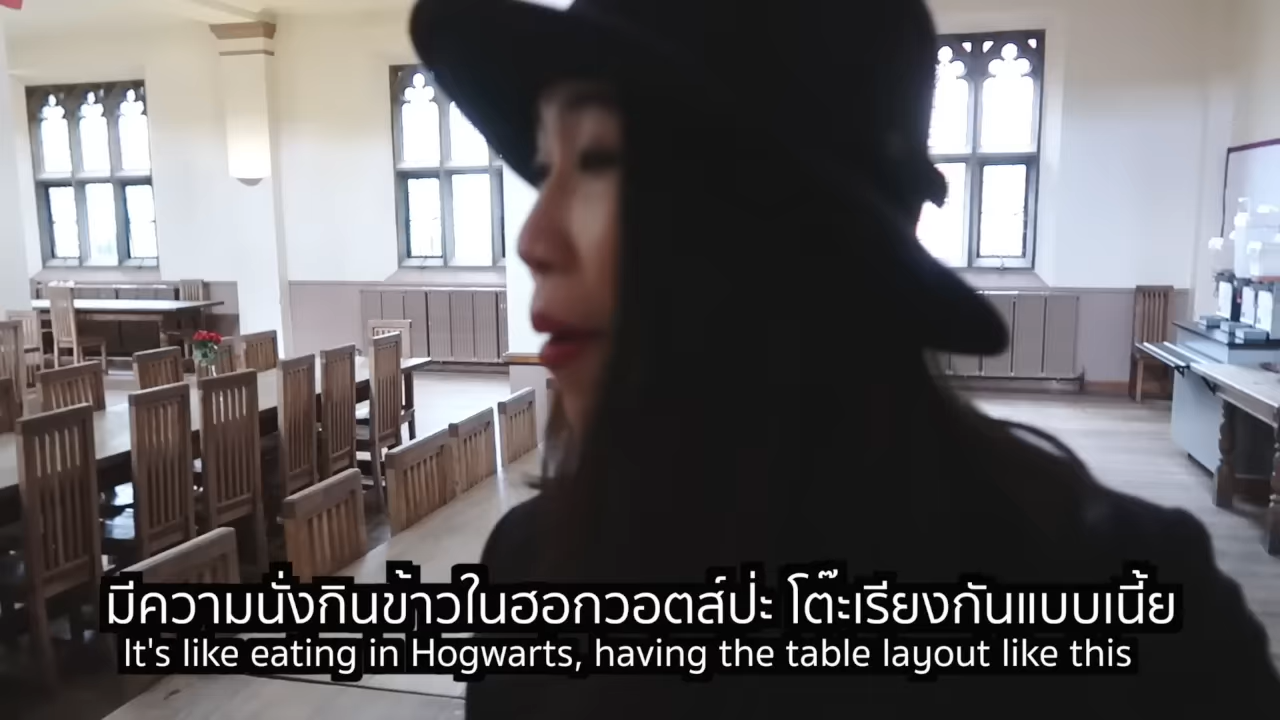 มีความนั่งกินข้าวในฮอกวอตส์ป่ะ โต๊ะเรียงกันแบบเนี้ย
It's like eating in Hogwarts, having the table layout like this